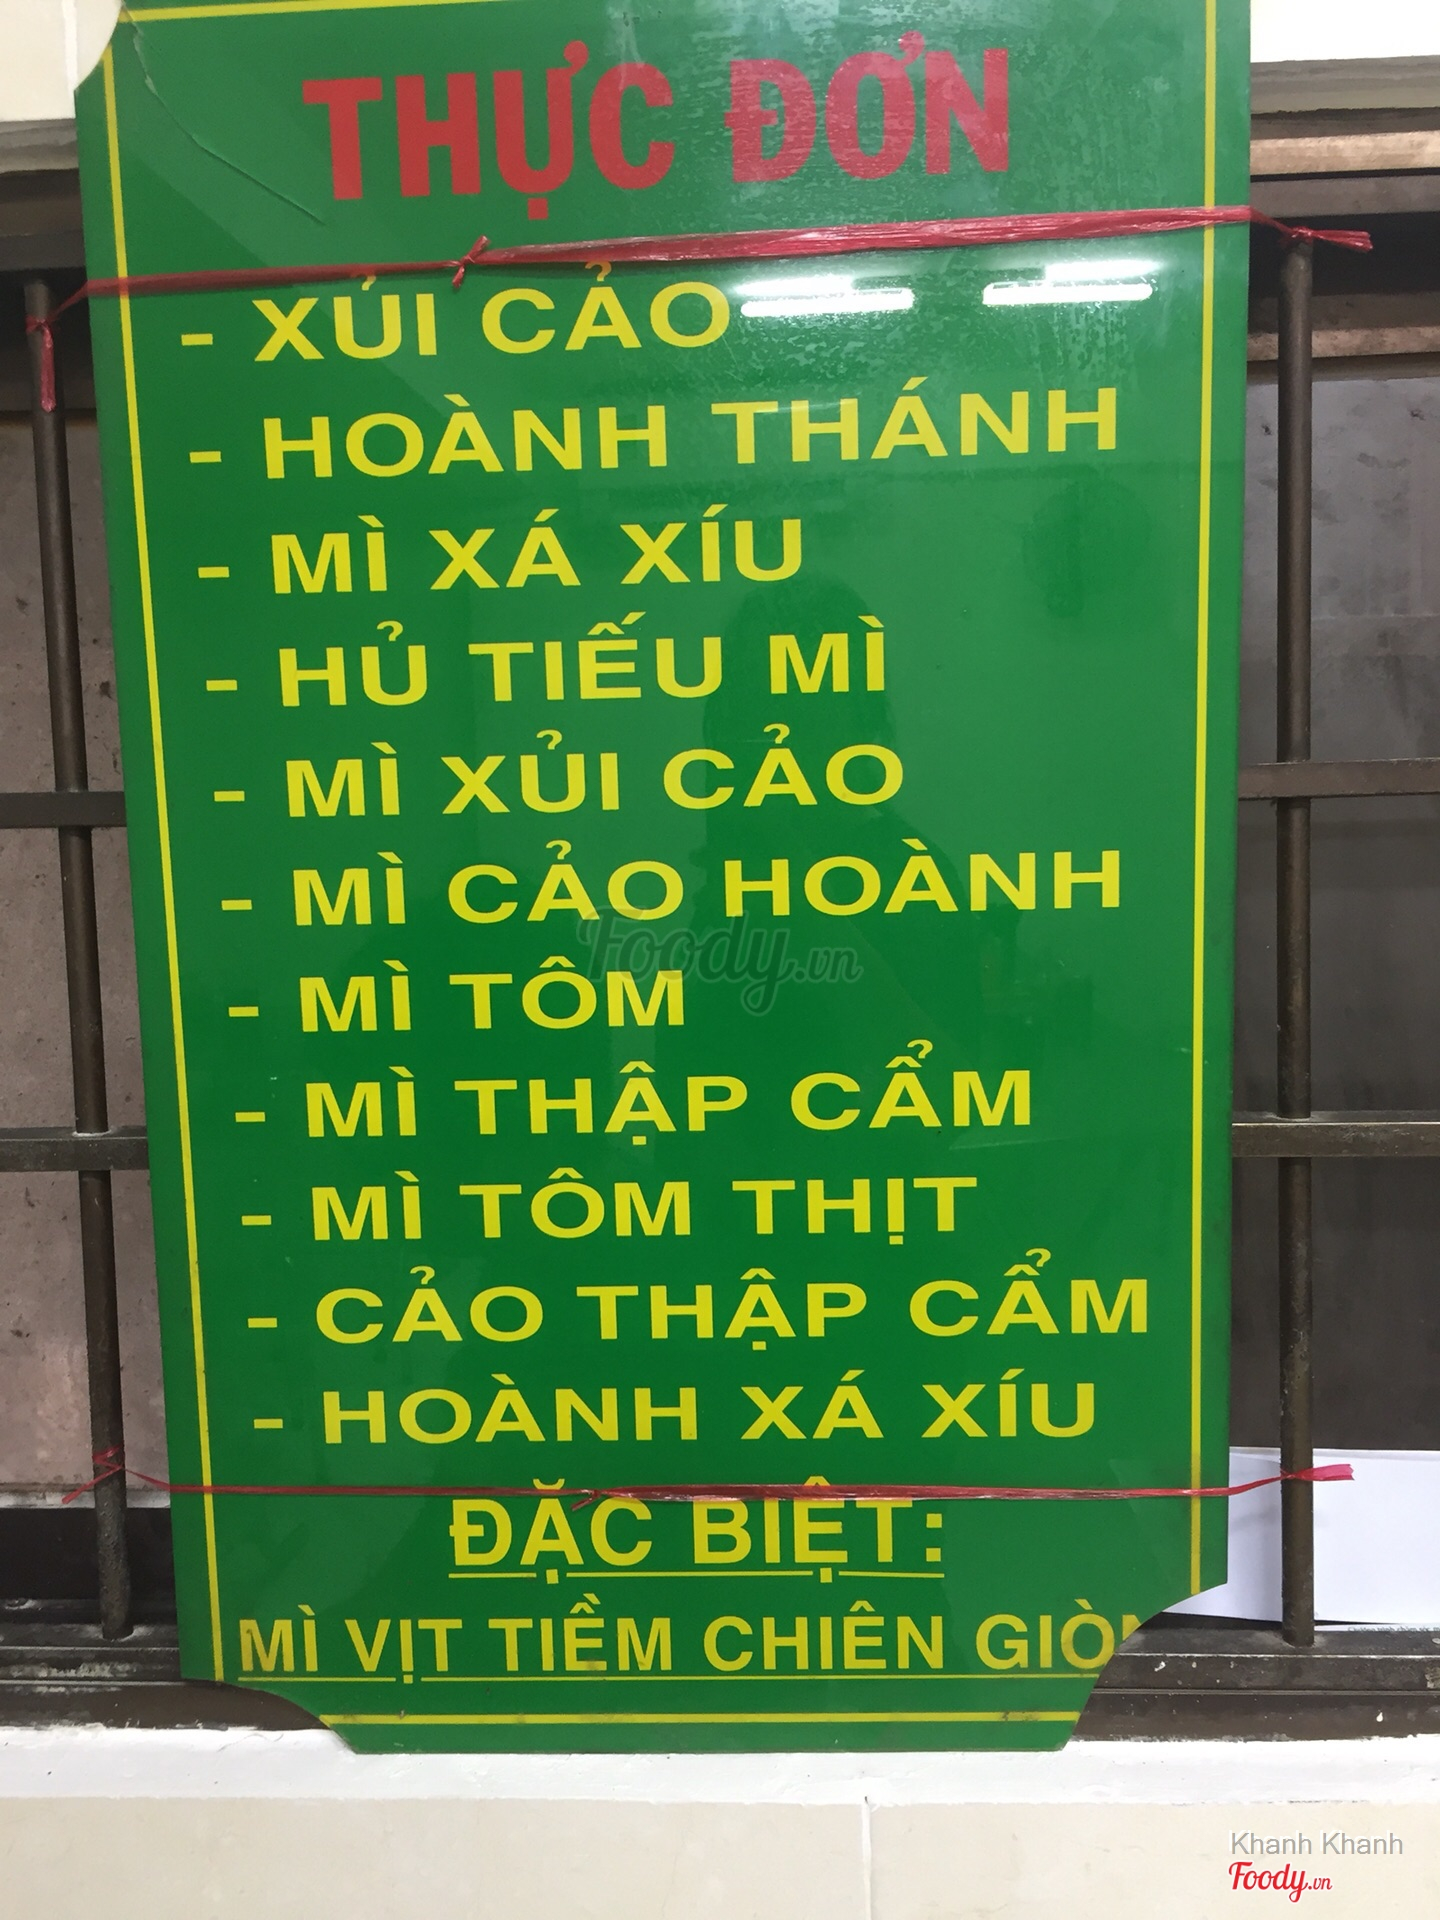 THỰC ĐƠN
- XỦI CẢO
- HOÀNH THÁNH
- MÌ XÁ XÍU
- HỦ TIẾU MÌ
- MÌ XỦI CẢO
- MÌ CẢO HOÀNH
Foody.vn
- MÌ TÔM
- MÌ THẬP CẨM
- MÌ TÔM THỊT
- CẢO THẬP CẨM
- HOÀNH XÁ XÍU
ĐẶC BIỆT:
MÌ VỊT TIỀM CHIÊN GIÒN
Khanh Khanh
Foody.vn